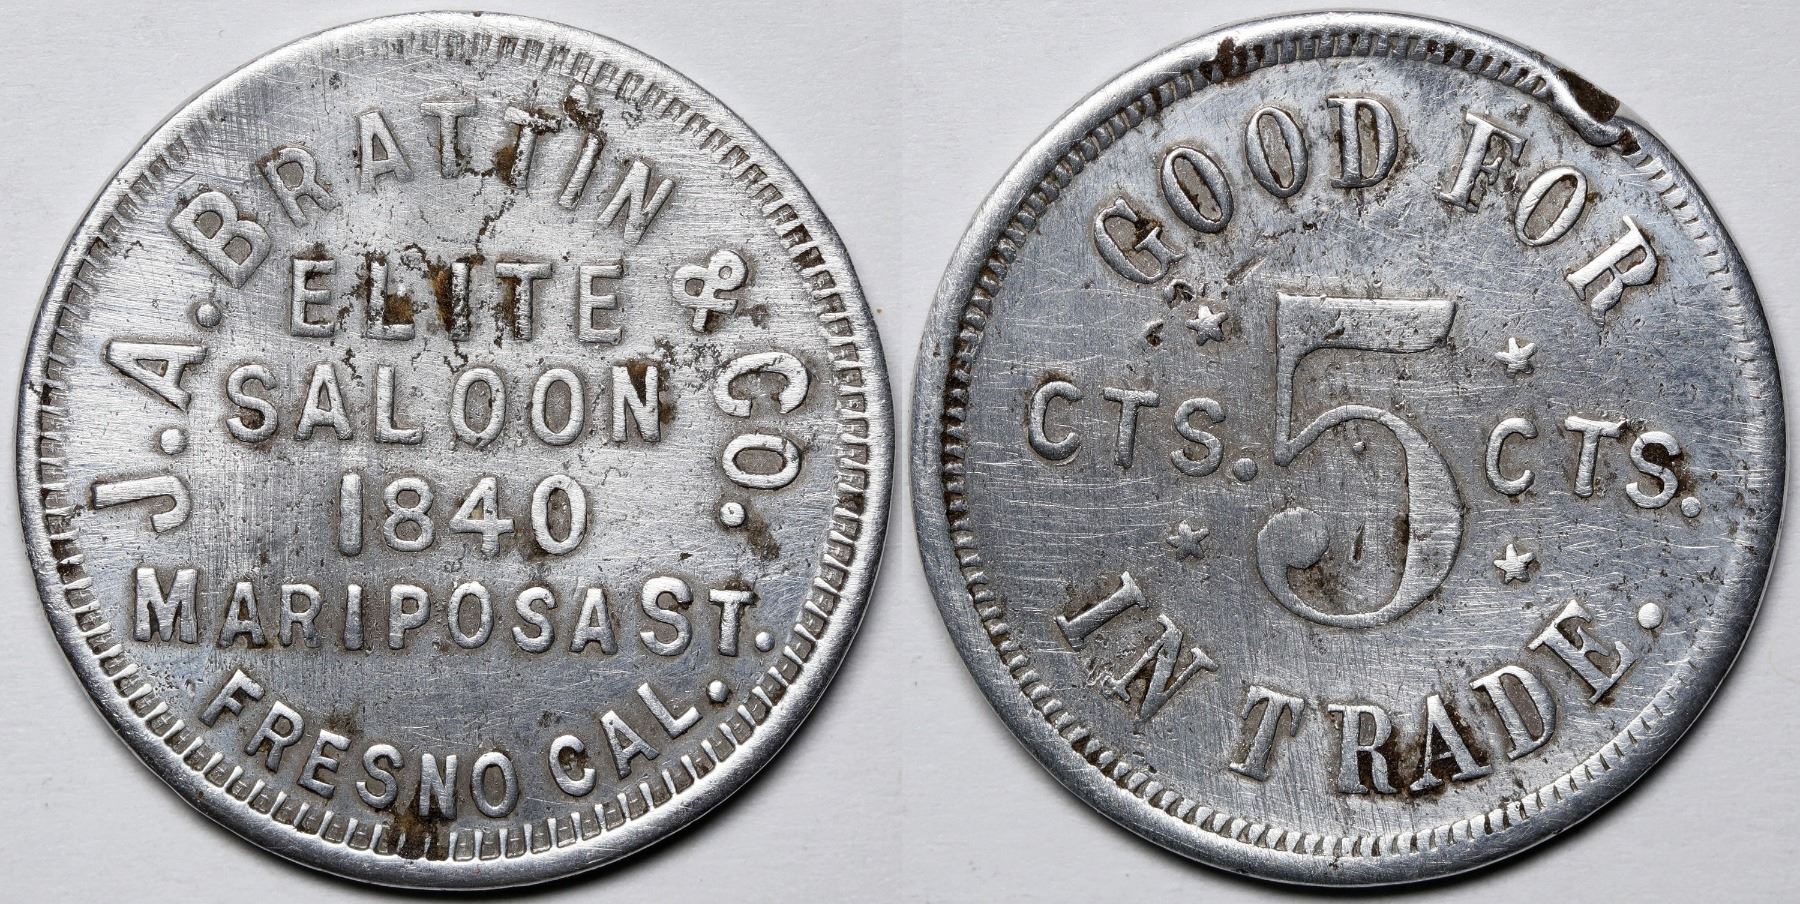 J. A. BRATTIN & CO.
ELITE
SALOON
1840
MARIPOSA ST.
FRESNO CAL.
GOOD FOR
CTS. 5 CTS.
IN TRADE.